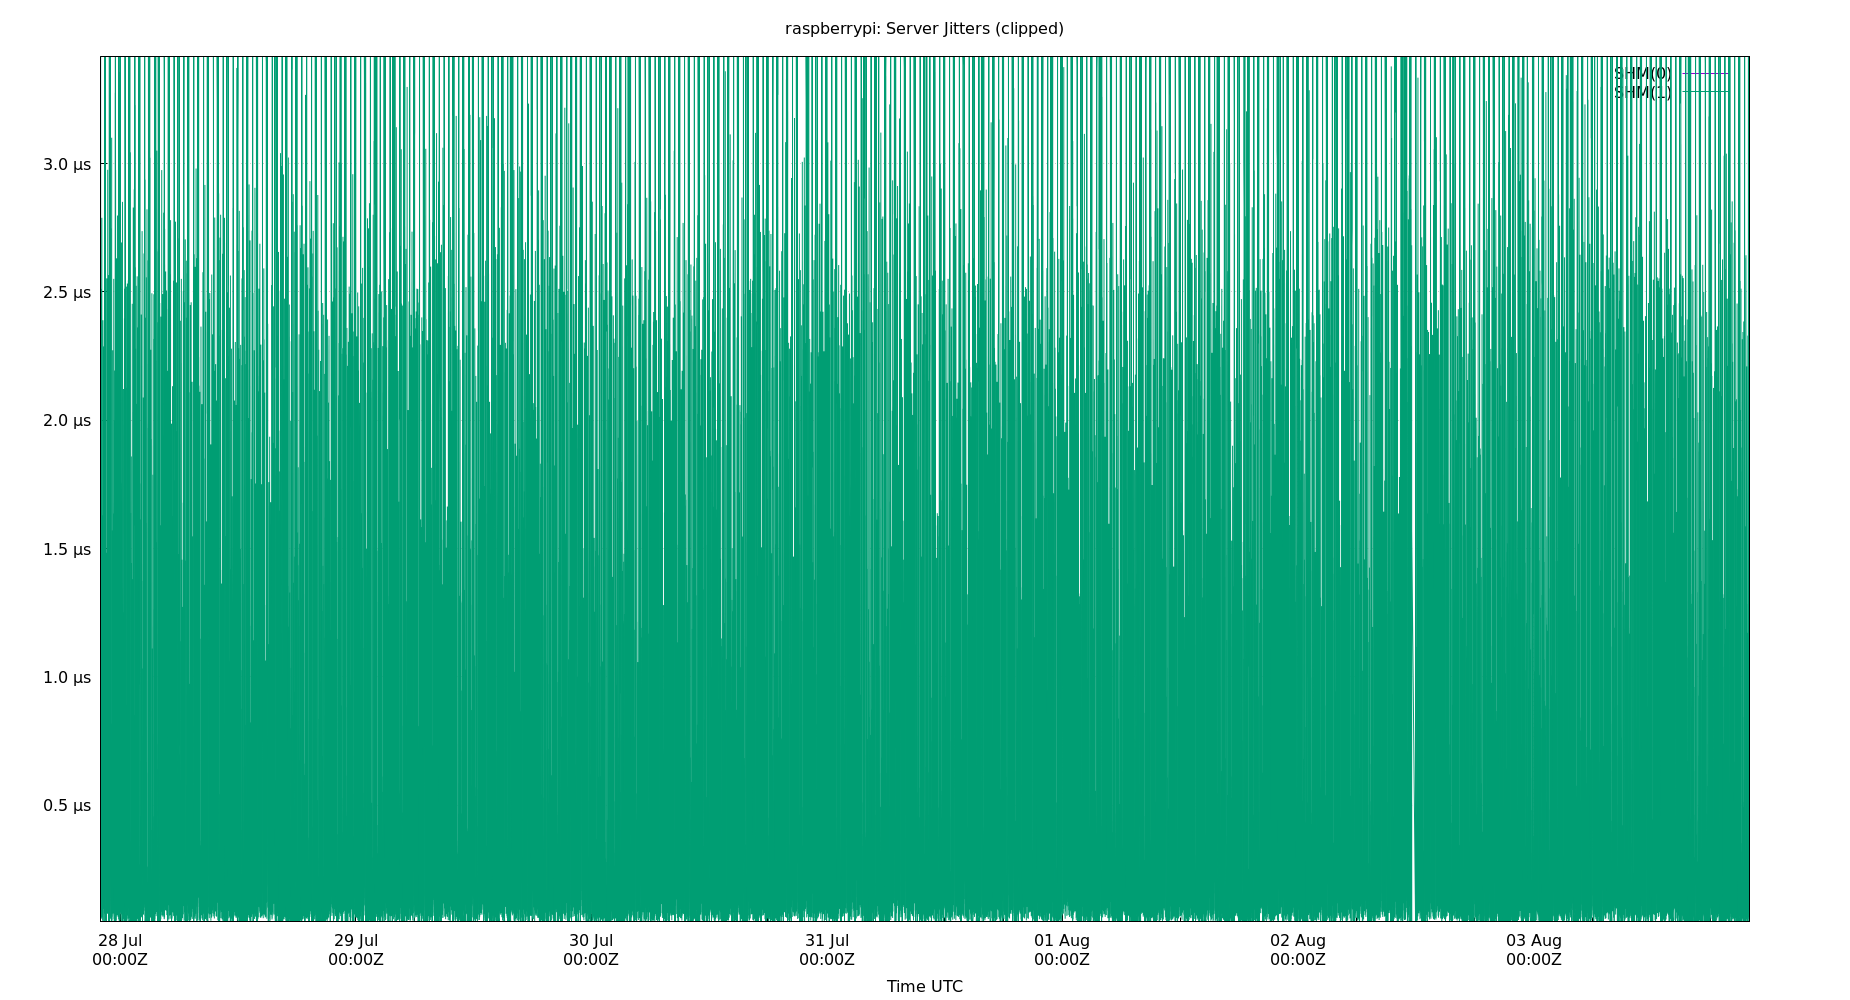 raspberrypi: Server Jitters (clipped)
SHM(0)
SHM(1)
3.0 μs
2.5 μs
2.0 μs
1.5 μs
1.0 μs
0.5 μs
28 Jul 29 Jul 30 Jul 31 Jul 01 Aug 02 Aug 03 Aug
00:00Z 00:00Z 00:00Z 00:00Z 00:00Z 00:00Z 00:00Z
Time UTC